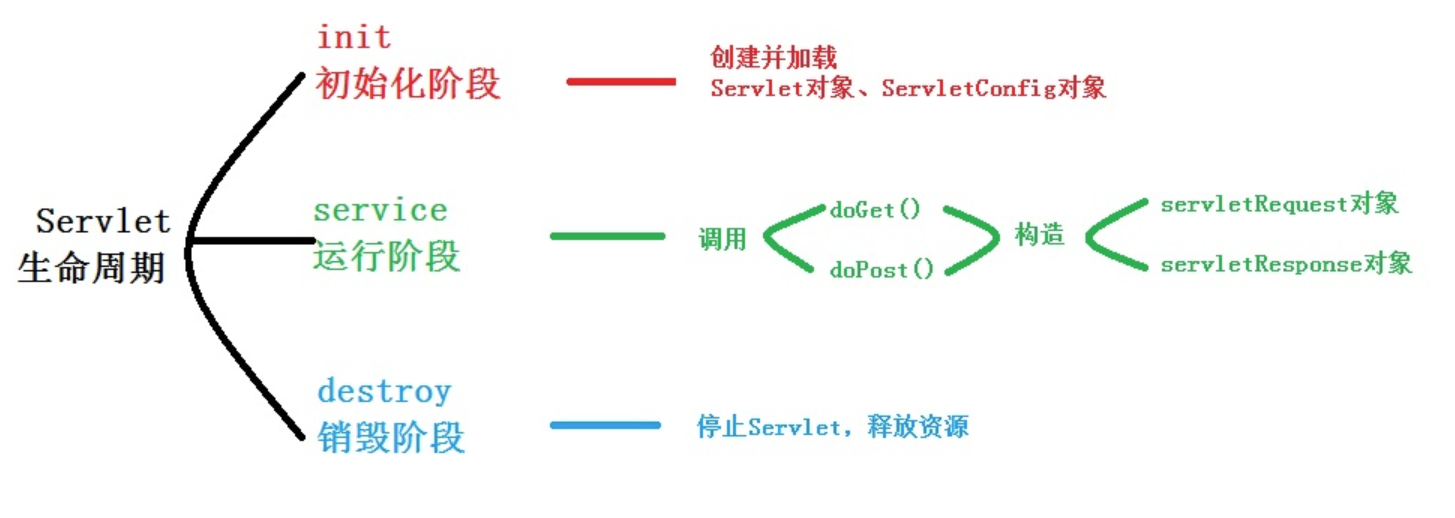 Servlet
生命周期
init
初始化阶段
创建并加载
Servlet对象、ServletConfig对象
service
运行阶段
调用
doGet()
doPost()
构造
servletRequest对象
servletResponse对象
destroy
销毁阶段
停止Servlet，释放资源